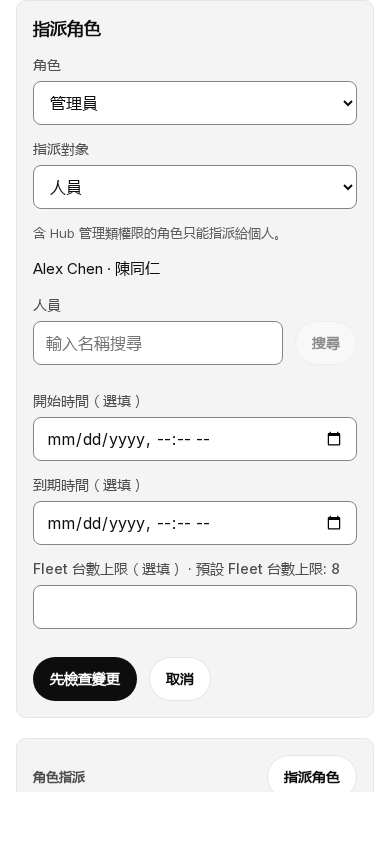 指派角色
角色
管理員
指派對象
人員
含 Hub 管理類權限的角色只能指派給個人。
Alex Chen · 陳同仁
人員
輸入名稱搜尋
搜尋
開始時間（選填）
mm/dd/yyyy, --:-- --
到期時間（選填）
mm/dd/yyyy, --:-- --
Fleet 台數上限（選填） · 預設 Fleet 台數上限: 8
先檢查變更
取消
角色指派
指派角色